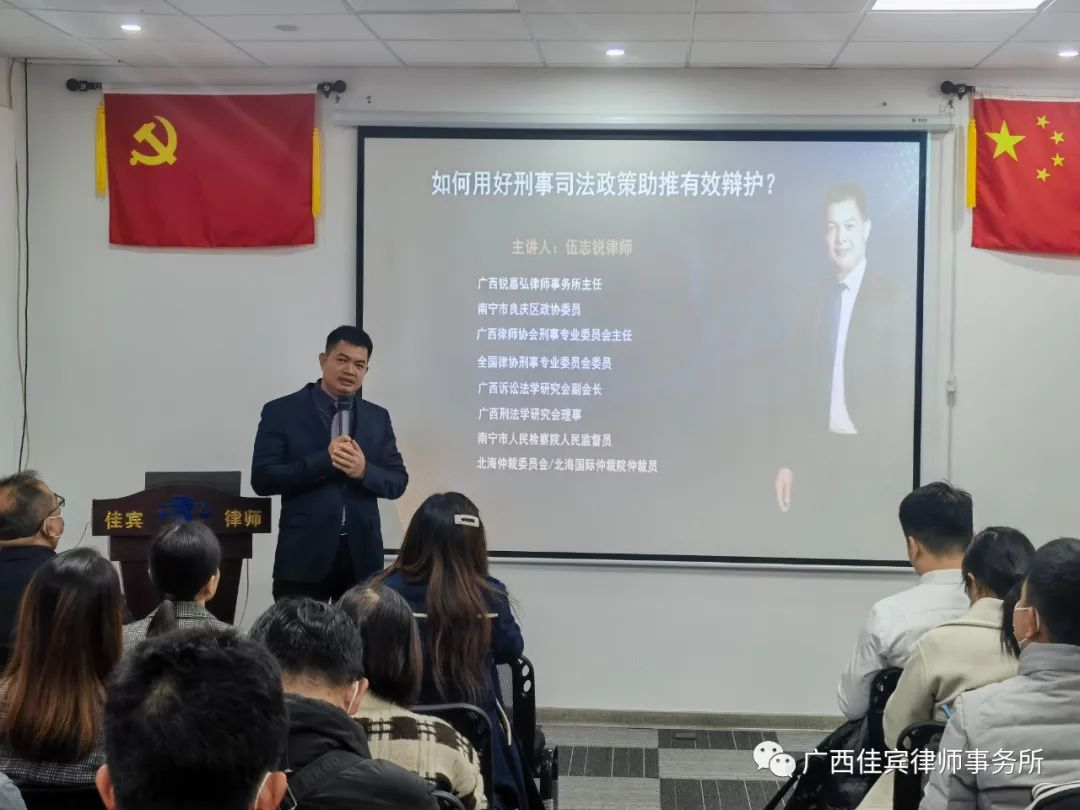 如何用好刑事司法政策助推有效辩护?
主讲人：伍志锐律师
广西锐嘉弘律师事务所主任
南宁市良庆区政协委员
广西律师协会刑事专业委员会主任
全国律协刑事专业委员会委员
广西诉讼法学研究会副会长
广西刑法学研究会理事
南宁市人民检察院人民监督员
北海仲裁委员会/北海国际仲裁院仲裁员
佳宾 律师
广西佳宾律师事务所